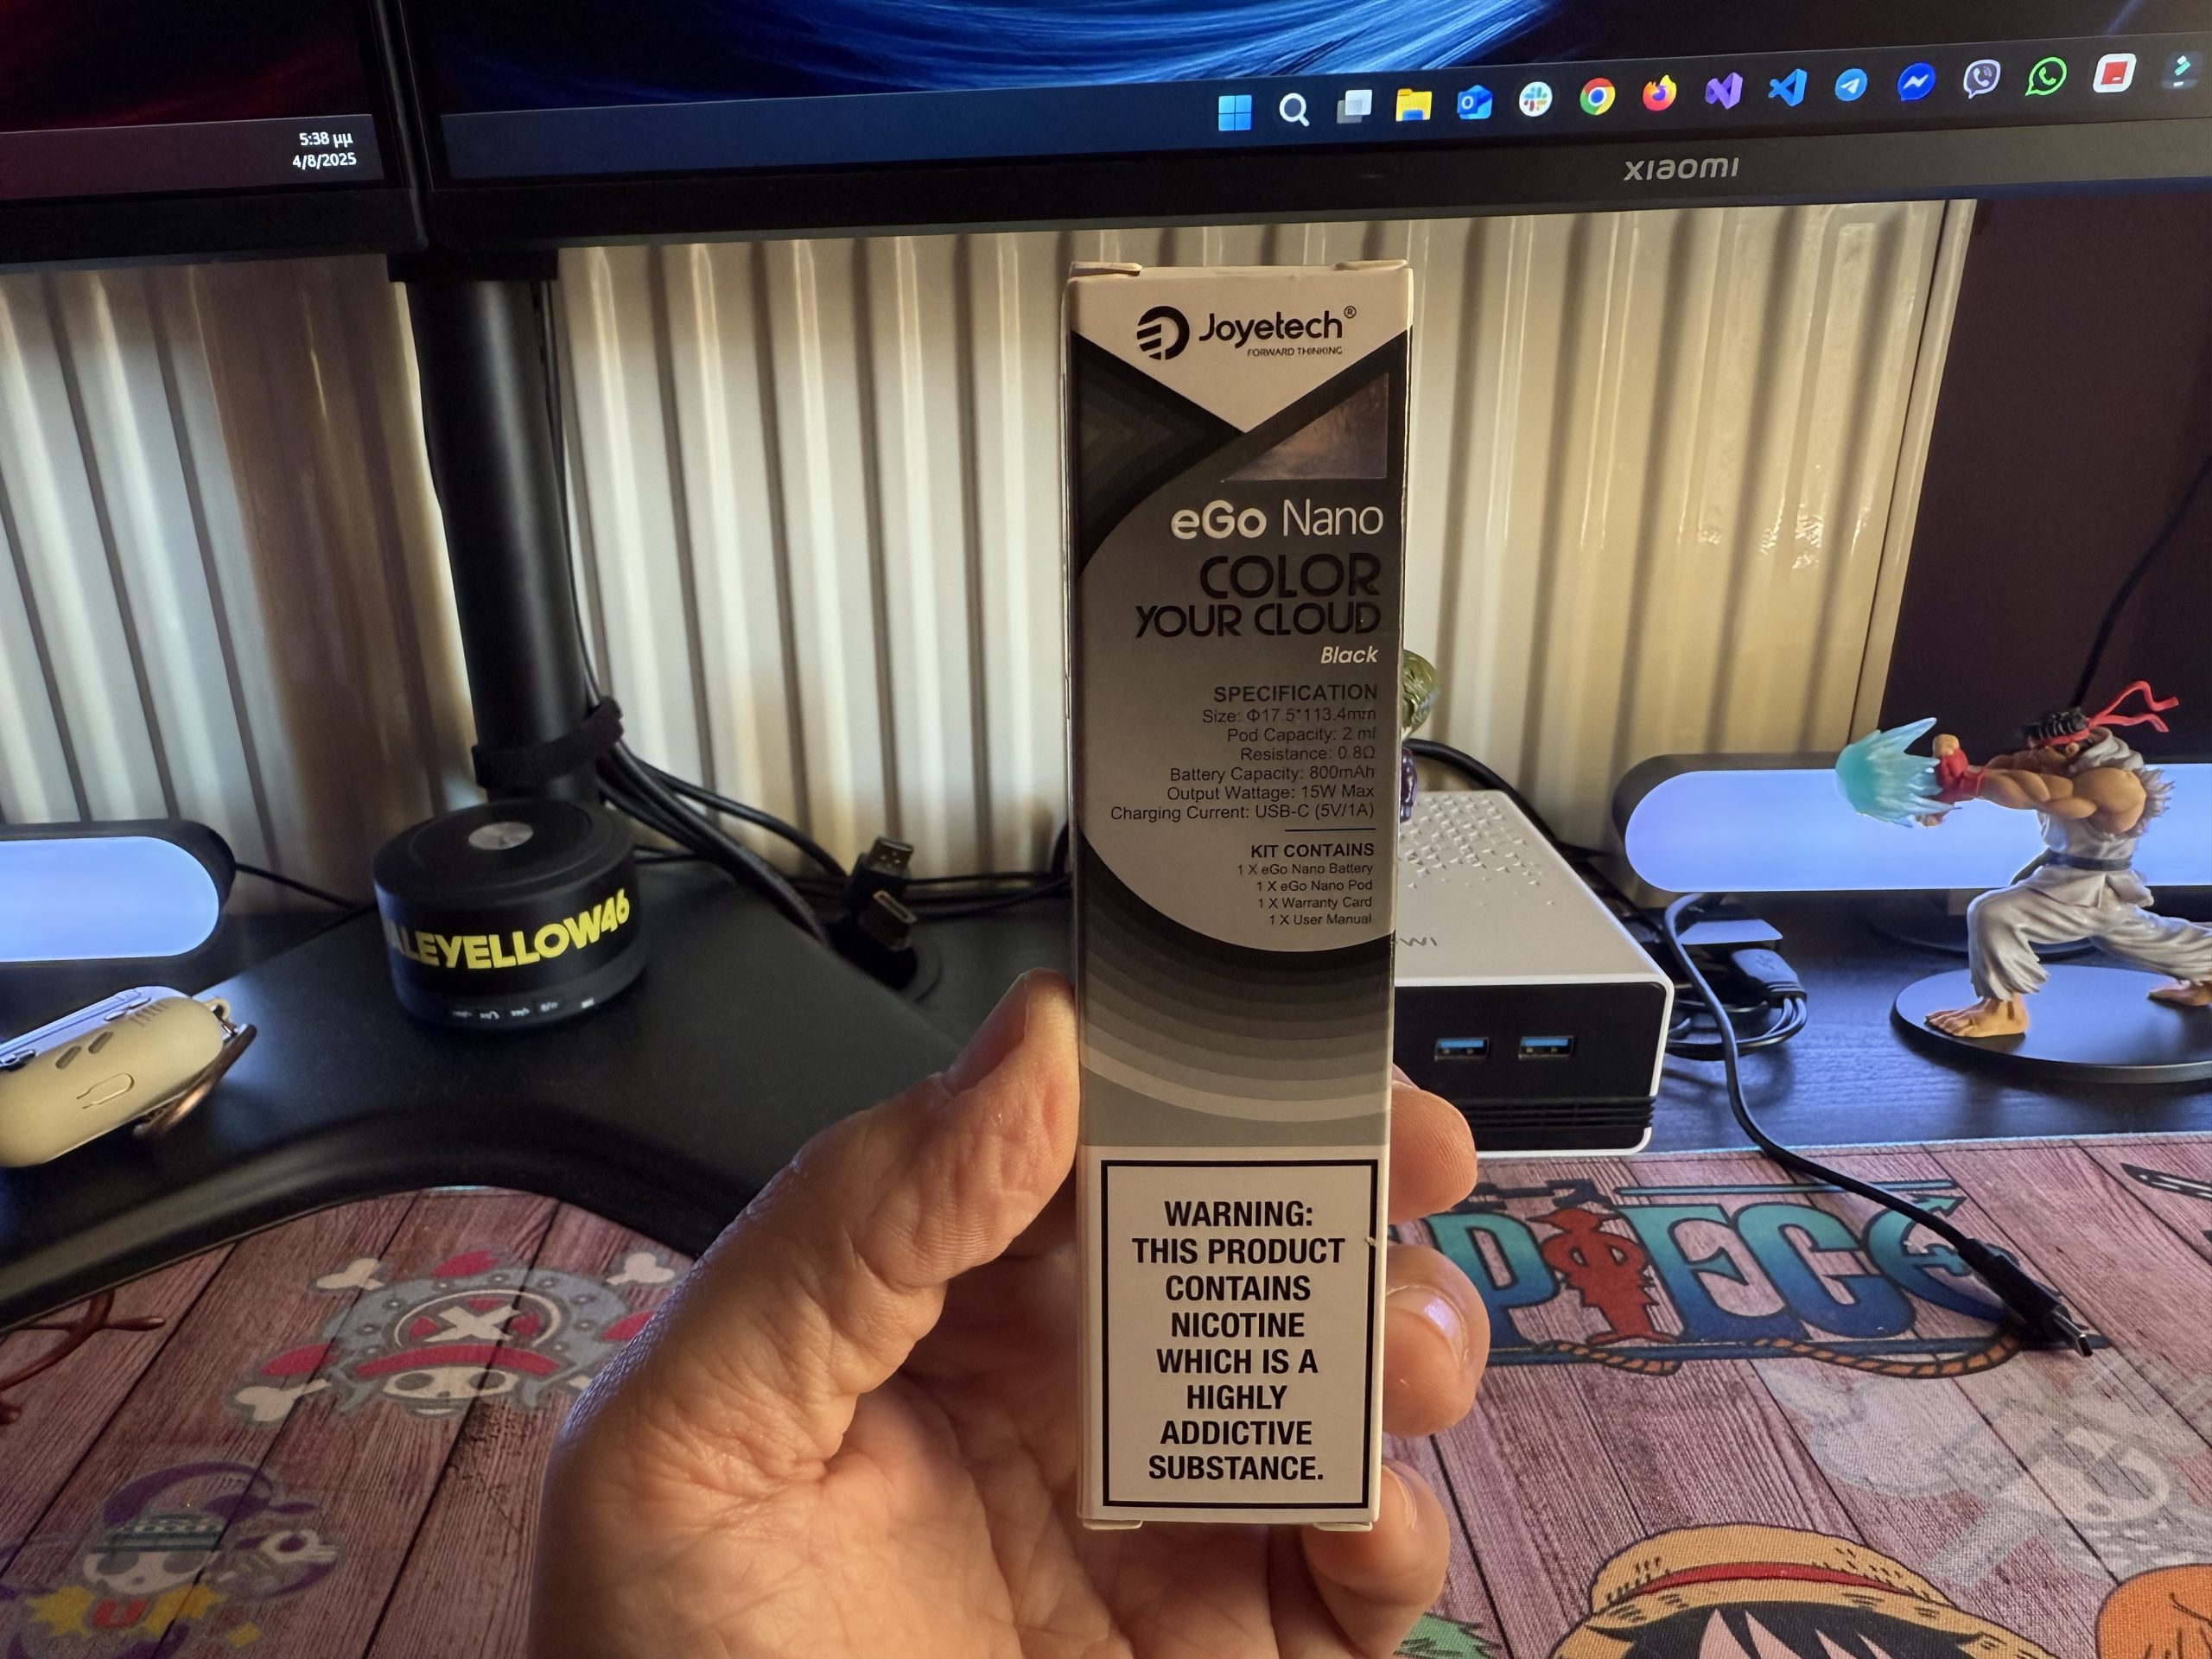 5:38 μμ
4/8/2025
xiaomi
Joyetech®
FORWARD THINKING
eGo Nano
COLOR
YOUR CLOUD
Black
SPECIFICATION
Size: Φ17.5*113.4mm
Pod Capacity: 2 ml
Resistance: 0.8Ω
Battery Capacity: 800mAh
Output Wattage: 15W Max
Charging Current: USB-C (5V/1A)
KIT CONTAINS
1 X eGo Nano Battery
1 X eGo Nano Pod
1 X Warranty Card
1 X User Manual
WARNING:
THIS PRODUCT
CONTAINS
NICOTINE
WHICH IS A
HIGHLY
ADDICTIVE
SUBSTANCE.
ALEYELLOW46
WI
PIECE